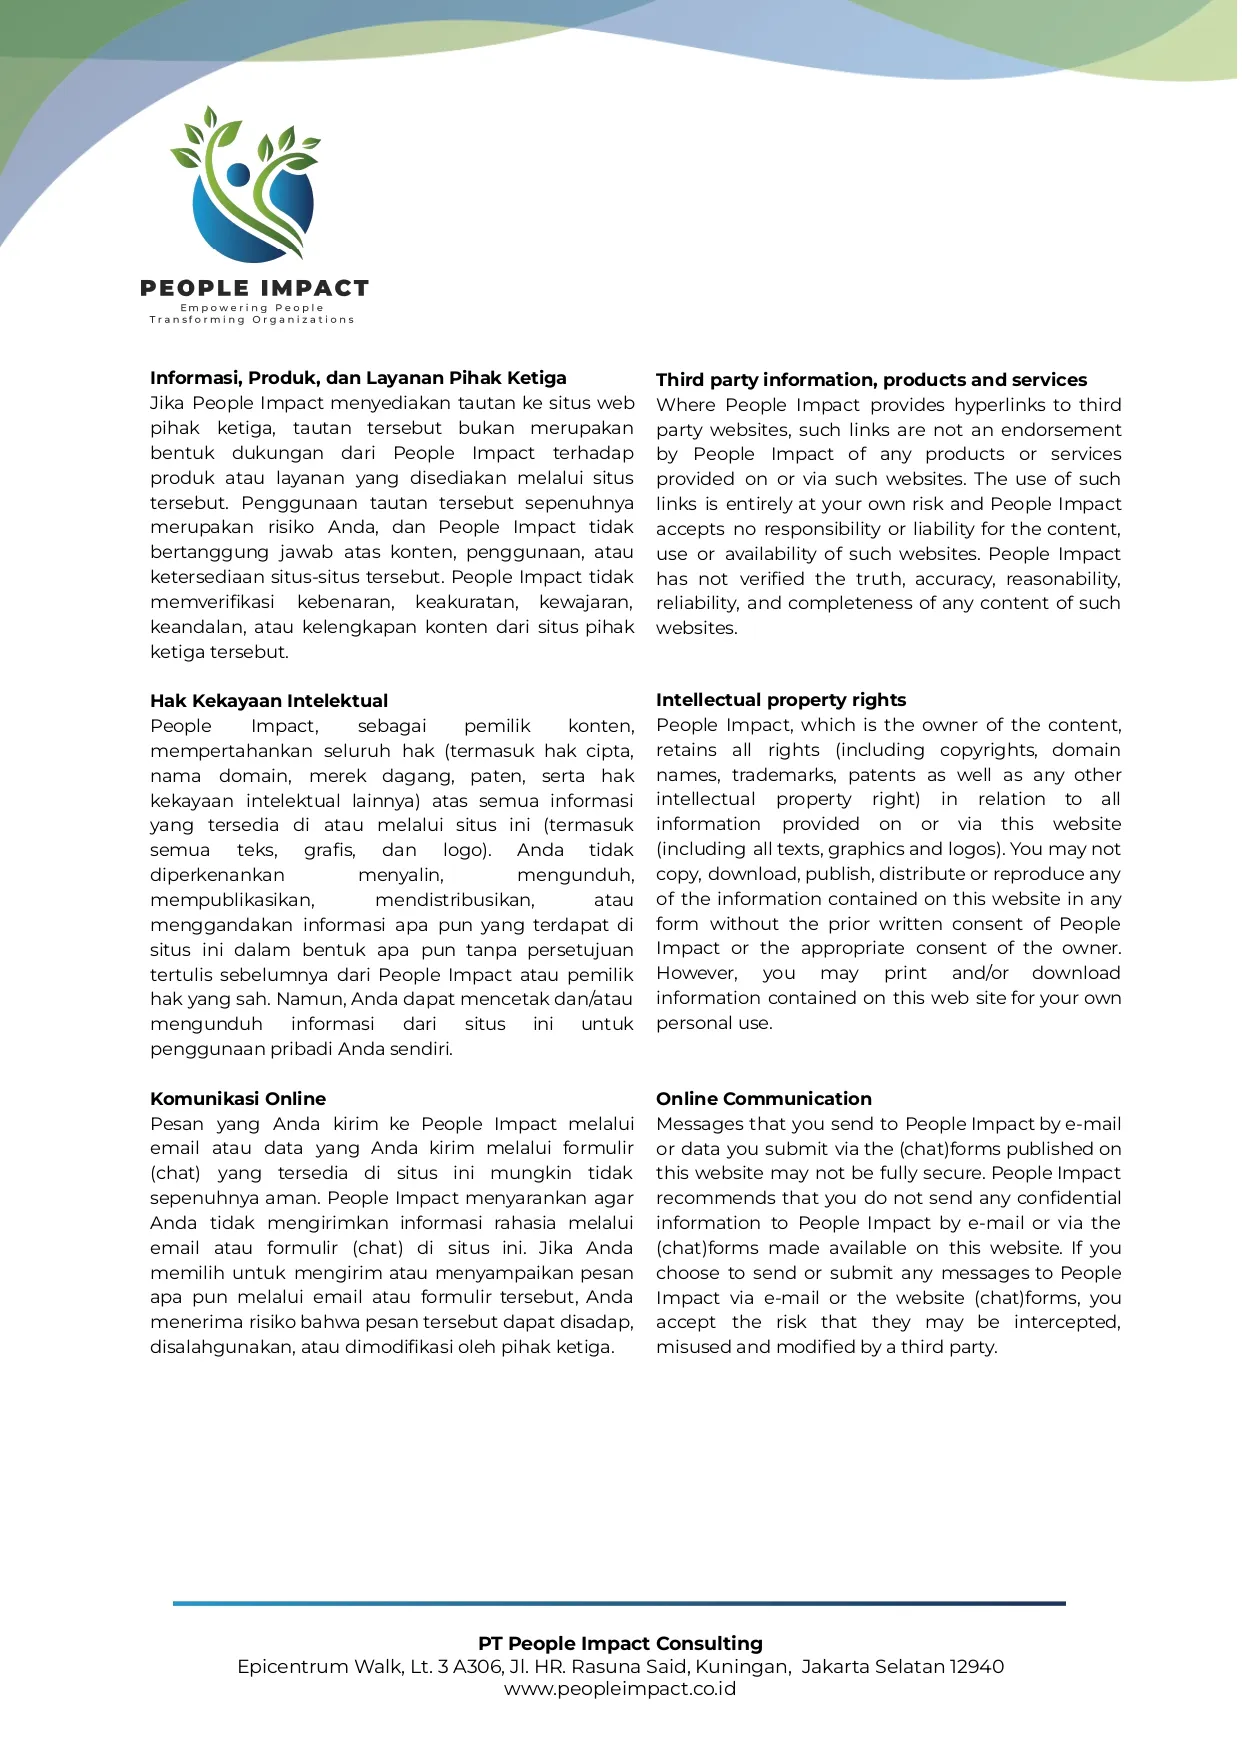 PEOPLE IMPACT
Empowering People
Transforming Organizations
Informasi, Produk, dan Layanan Pihak Ketiga
Jika People Impact menyediakan tautan ke situs web
pihak ketiga, tautan tersebut bukan merupakan
bentuk dukungan dari People Impact terhadap
produk atau layanan yang disediakan melalui situs
tersebut. Penggunaan tautan tersebut sepenuhnya
merupakan risiko Anda, dan People Impact tidak
bertanggung jawab atas konten, penggunaan, atau
ketersediaan situs-situs tersebut. People Impact tidak
memverifikasi kebenaran, keakuratan, kewajaran,
keandalan, atau kelengkapan konten dari situs pihak
ketiga tersebut.
Hak Kekayaan Intelektual
People Impact, sebagai pemilik konten,
mempertahankan seluruh hak (termasuk hak cipta,
nama domain, merek dagang, paten, serta hak
kekayaan intelektual lainnya) atas semua informasi
yang tersedia di atau melalui situs ini (termasuk
semua teks, grafis, dan logo). Anda tidak
diperkenankan menyalin, mengunduh,
mempublikasikan, mendistribusikan, atau
menggandakan informasi apa pun yang terdapat di
situs ini dalam bentuk apa pun tanpa persetujuan
tertulis sebelumnya dari People Impact atau pemilik
hak yang sah. Namun, Anda dapat mencetak dan/atau
mengunduh informasi dari situs ini untuk
penggunaan pribadi Anda sendiri.
Komunikasi Online
Pesan yang Anda kirim ke People Impact melalui
email atau data yang Anda kirim melalui formulir
(chat) yang tersedia di situs ini mungkin tidak
sepenuhnya aman. People Impact menyarankan agar
Anda tidak mengirimkan informasi rahasia melalui
email atau formulir (chat) di situs ini. Jika Anda
memilih untuk mengirim atau menyampaikan pesan
apa pun melalui email atau formulir tersebut, Anda
menerima risiko bahwa pesan tersebut dapat disadap,
disalahgunakan, atau dimodifikasi oleh pihak ketiga.
Third party information, products and services
Where People Impact provides hyperlinks to third
party websites, such links are not an endorsement
by People Impact of any products or services
provided on or via such websites. The use of such
links is entirely at your own risk and People Impact
accepts no responsibility or liability for the content,
use or availability of such websites. People Impact
has not verified the truth, accuracy, reasonability,
reliability, and completeness of any content of such
websites.
Intellectual property rights
People Impact, which is the owner of the content,
retains all rights (including copyrights, domain
names, trademarks, patents as well as any other
intellectual property right) in relation to all
information provided on or via this website
(including all texts, graphics and logos). You may not
copy, download, publish, distribute or reproduce any
of the information contained on this website in any
form without the prior written consent of People
Impact or the appropriate consent of the owner.
However, you may print and/or download
information contained on this web site for your own
personal use.
Online Communication
Messages that you send to People Impact by e-mail
or data you submit via the (chat)forms published on
this website may not be fully secure. People Impact
recommends that you do not send any confidential
information to People Impact by e-mail or via the
(chat)forms made available on this website. If you
choose to send or submit any messages to People
Impact via e-mail or the website (chat)forms, you
accept the risk that they may be intercepted,
misused and modified by a third party.
PT People Impact Consulting
Epicentrum Walk, Lt. 3 A306, Jl. HR. Rasuna Said, Kuningan, Jakarta Selatan 12940
www.peopleimpact.co.id